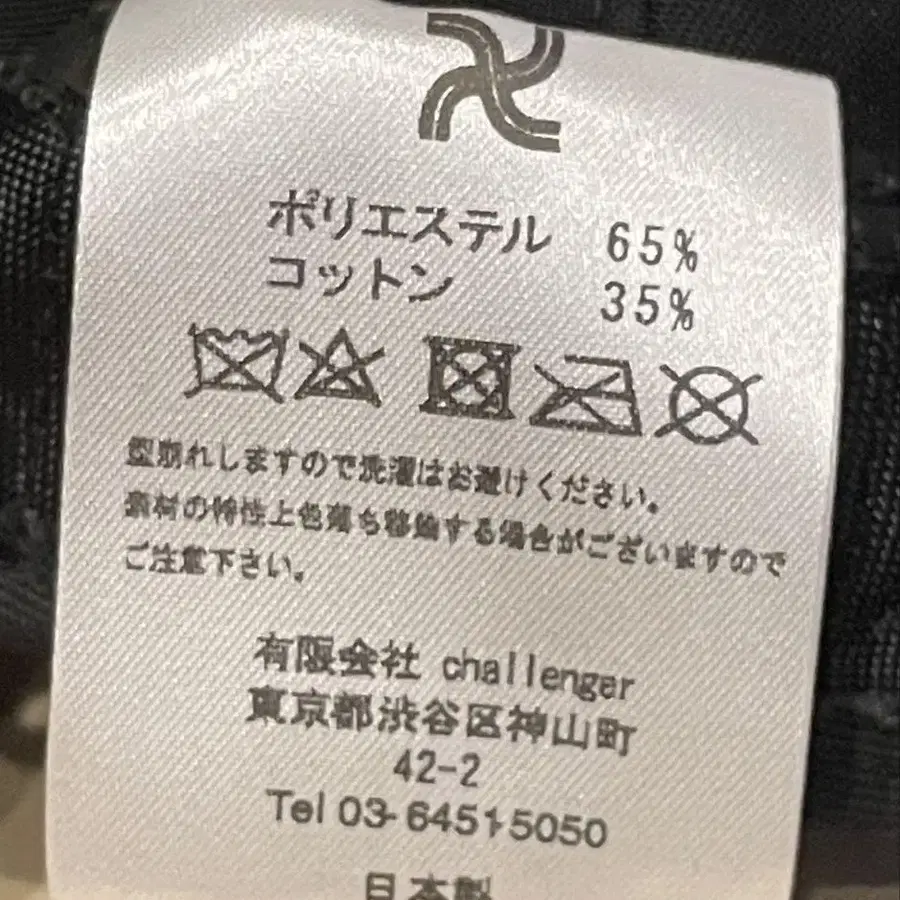 ポリエステル 65%
コットン 35%
型崩れしますので洗濯はお避けください。
素材の特性上色落ち移染する場合がございますので
ご注意下さい。
有限会社 challenger
東京都渋谷区神山町
42-2
Tel 03-6451-5050
日本製